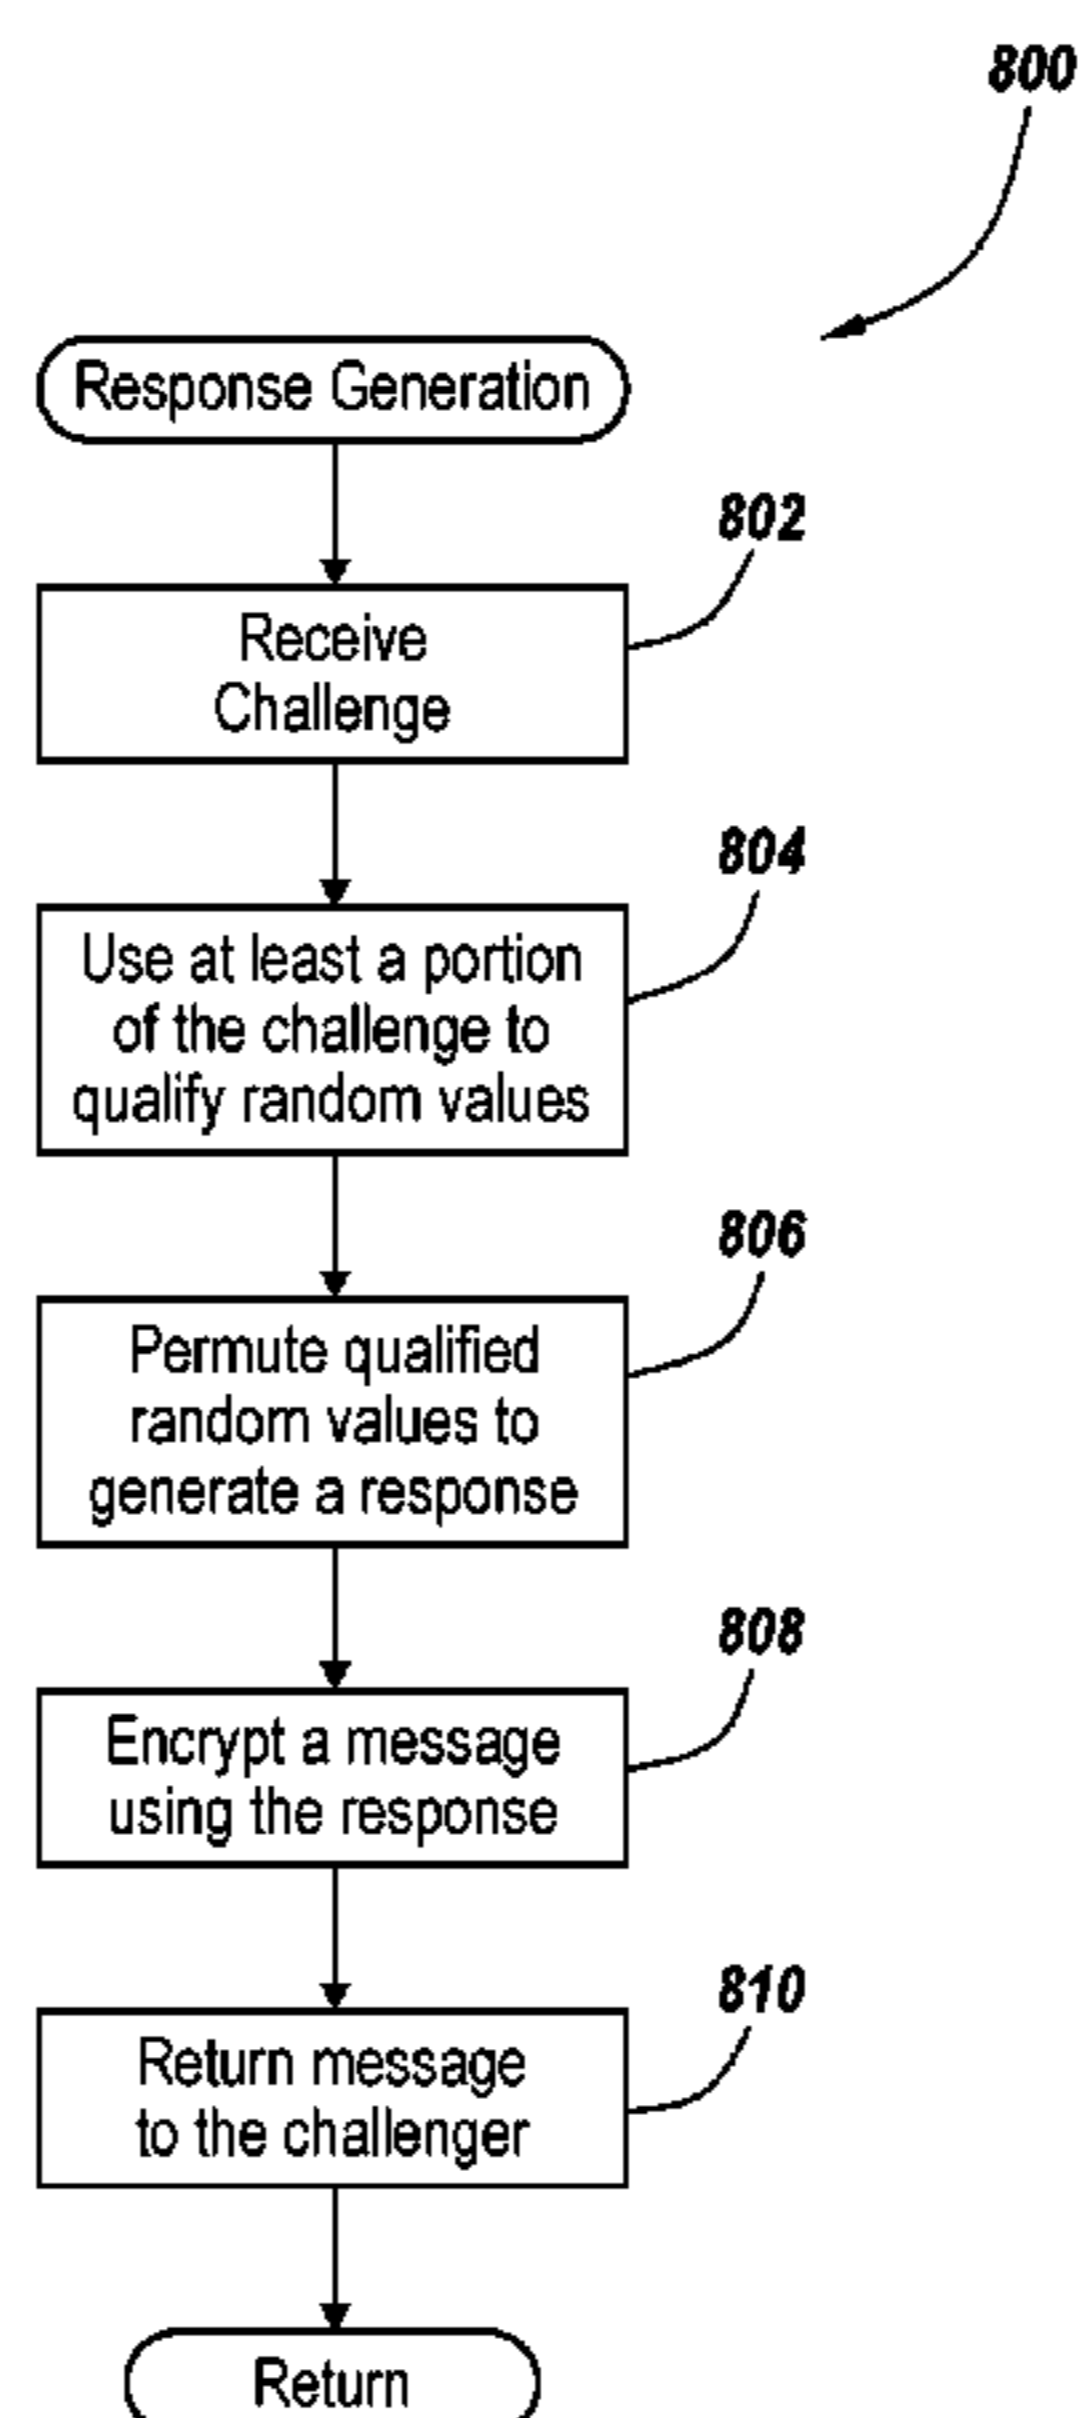 800
Response Generation
802
Receive
Challenge
804
Use at least a portion
of the challenge to
qualify random values
806
Permute qualified
random values to
generate a response
808
Encrypt a message
using the response
810
Return message
to the challenger
Return